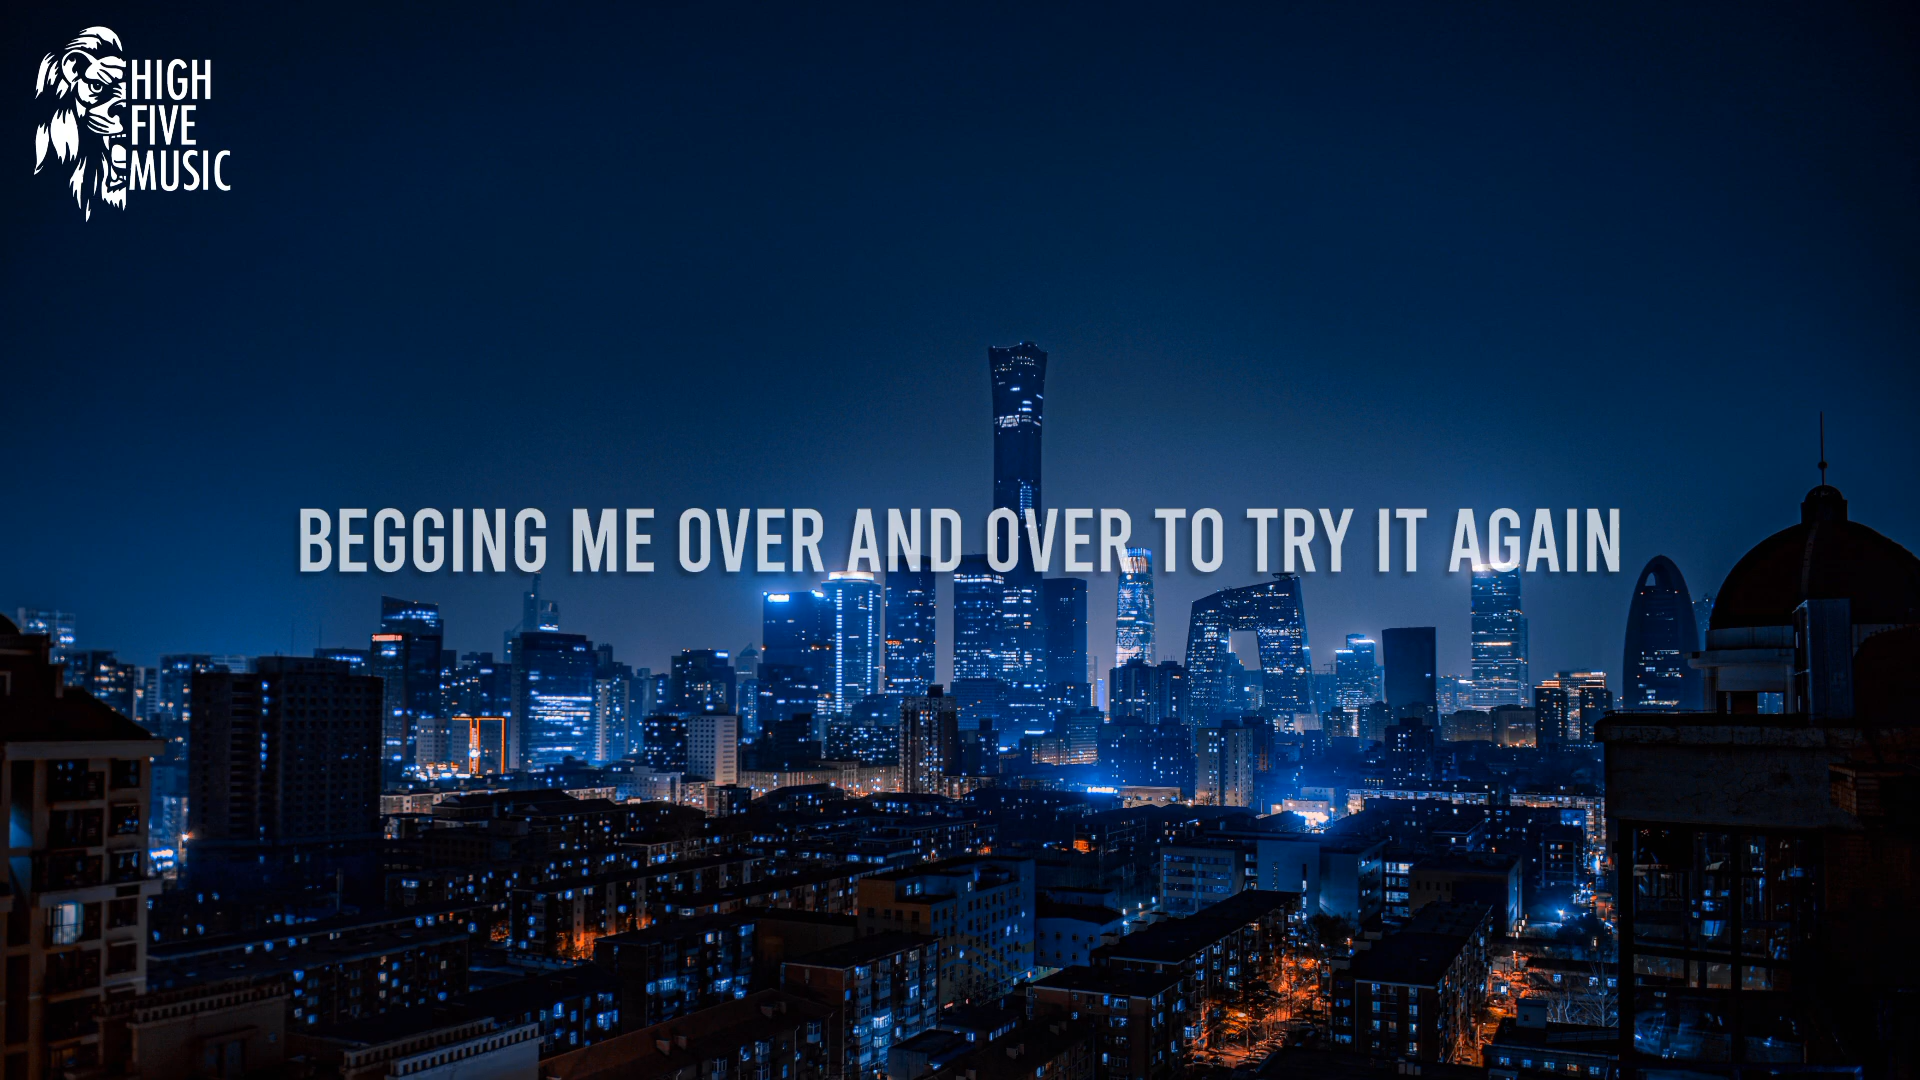 HIGH
FIVE
MUSIC
BEGGING ME OVER AND OVER TO TRY IT AGAIN